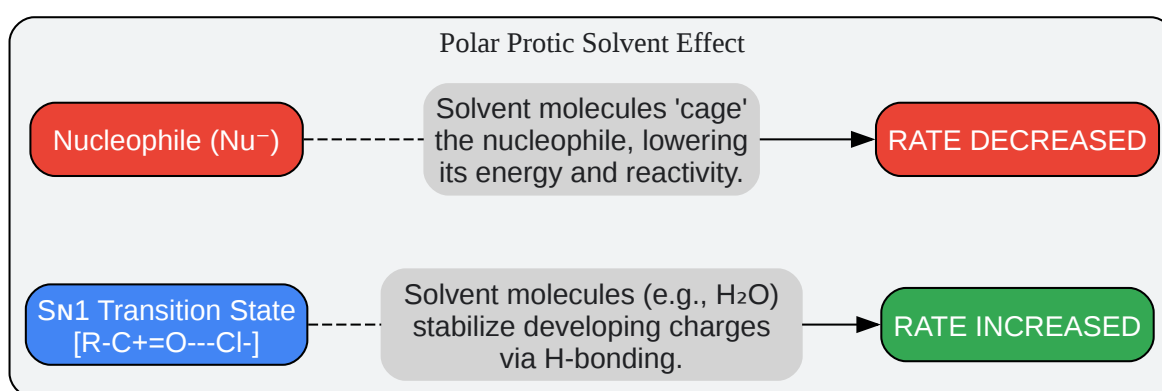 Polar Protic Solvent Effect
Nucleophile (Nu⁻)
Solvent molecules 'cage'
the nucleophile, lowering
its energy and reactivity.
RATE DECREASED
Sɴ1 Transition State
[R-C+=O---Cl-]
Solvent molecules (e.g., H₂O)
stabilize developing charges
via H-bonding.
RATE INCREASED